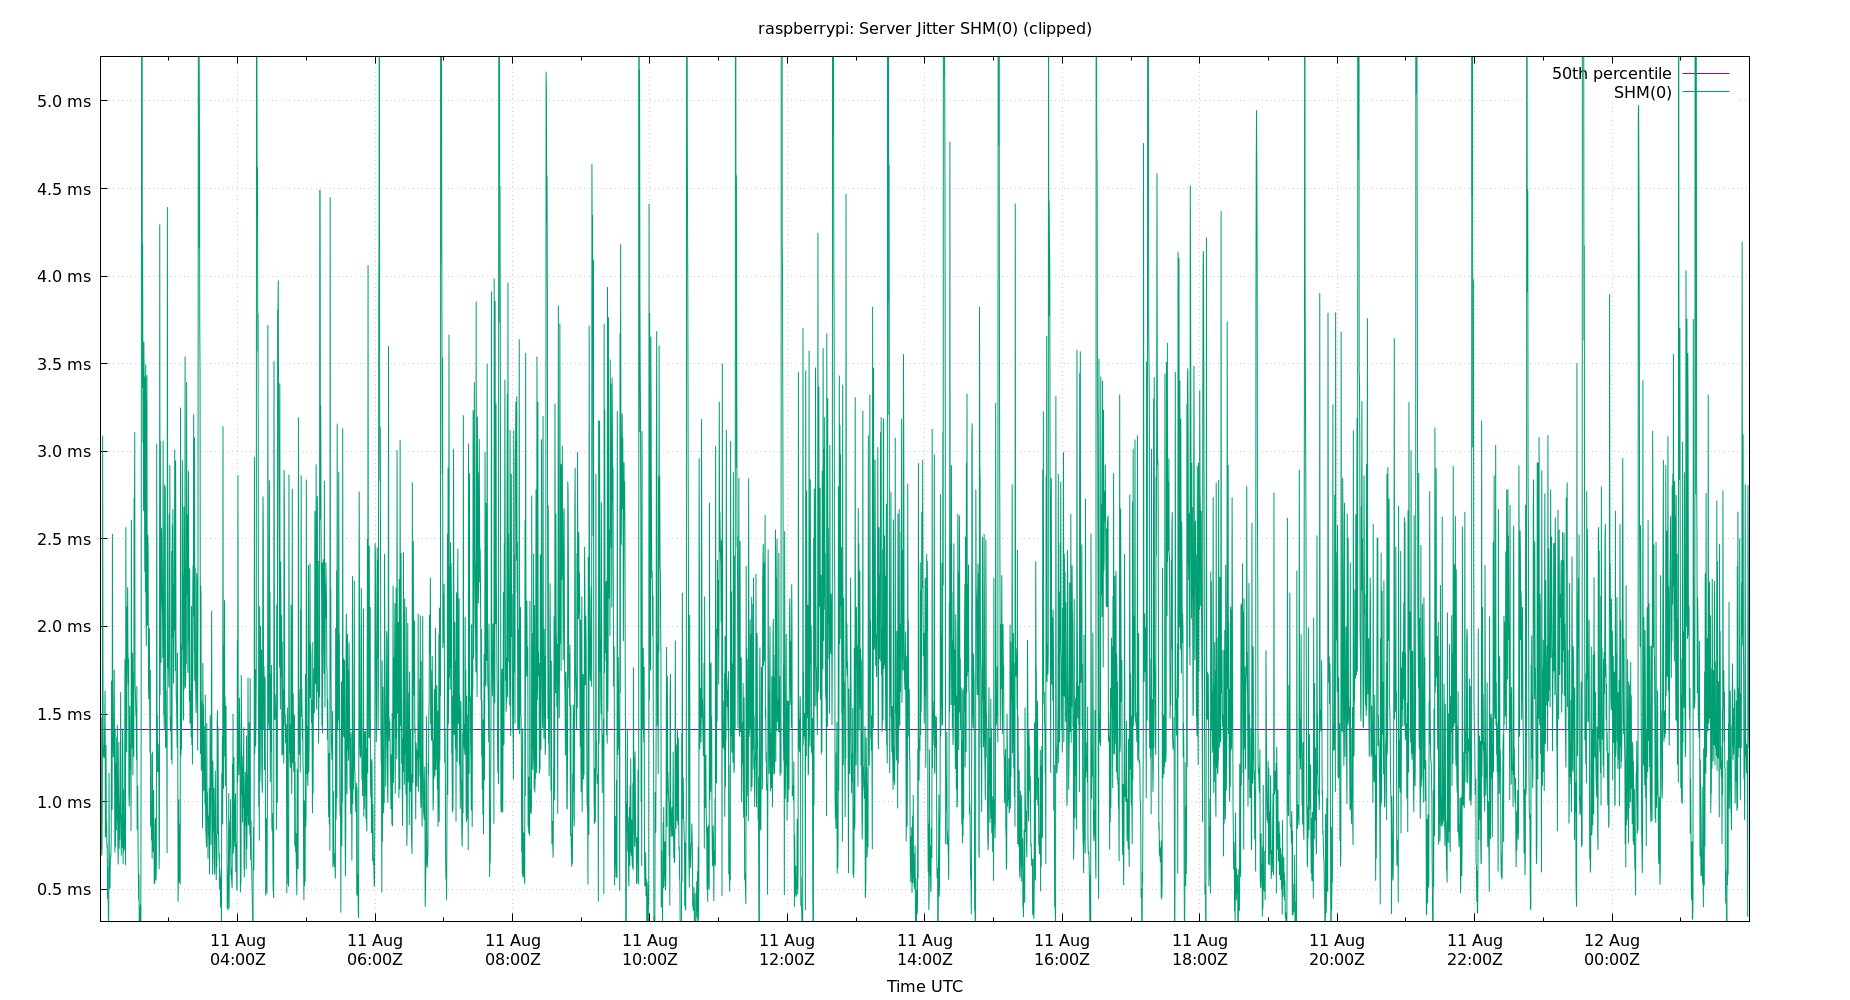 raspberrypi: Server Jitter SHM(0) (clipped)
50th percentile
SHM(0)
5.0 ms
4.5 ms
4.0 ms
3.5 ms
3.0 ms
2.5 ms
2.0 ms
1.5 ms
1.0 ms
0.5 ms
11 Aug 11 Aug 11 Aug 11 Aug 11 Aug 11 Aug 11 Aug 11 Aug 11 Aug 11 Aug 12 Aug
04:00Z 06:00Z 08:00Z 10:00Z 12:00Z 14:00Z 16:00Z 18:00Z 20:00Z 22:00Z 00:00Z
Time UTC